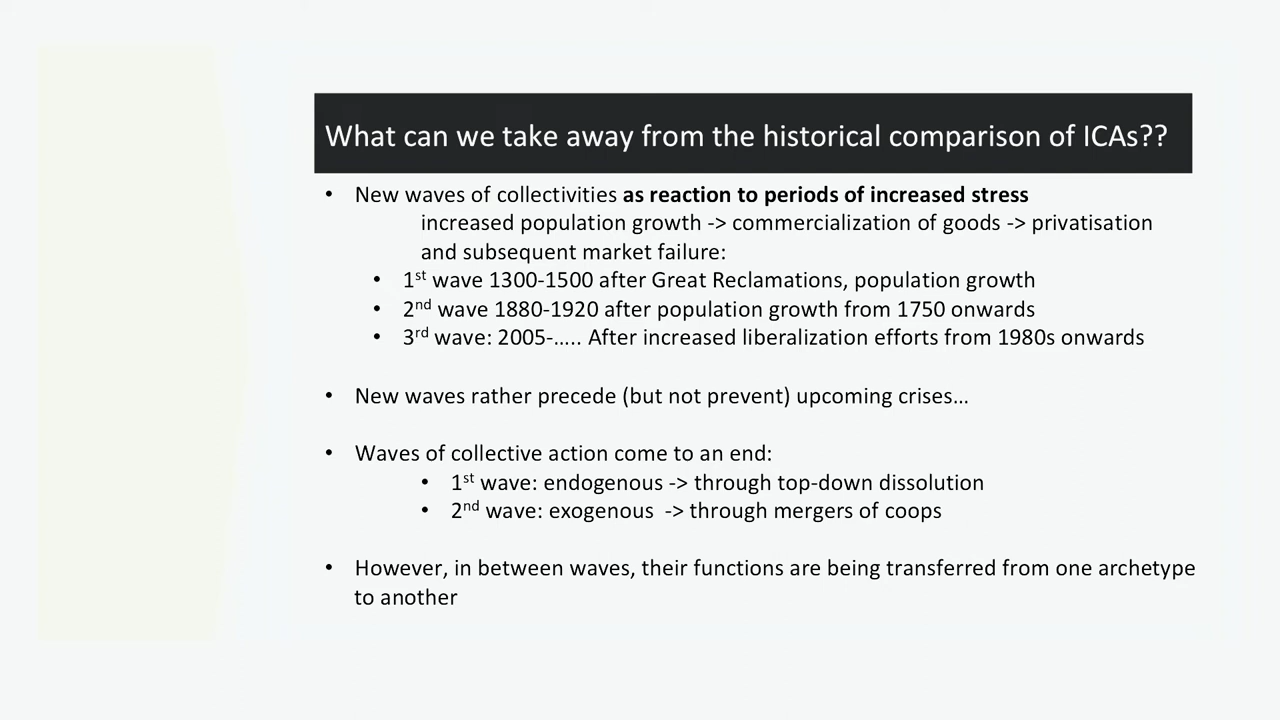 What can we take away from the historical comparison of ICAs??
• New waves of collectivities as reaction to periods of increased stress
increased population growth -> commercialization of goods -> privatisation
and subsequent market failure:
• 1st wave 1300-1500 after Great Reclamations, population growth
• 2nd wave 1880-1920 after population growth from 1750 onwards
• 3rd wave: 2005-..... After increased liberalization efforts from 1980s onwards
• New waves rather precede (but not prevent) upcoming crises…
• Waves of collective action come to an end:
• 1st wave: endogenous -> through top-down dissolution
• 2nd wave: exogenous -> through mergers of coops
• However, in between waves, their functions are being transferred from one archetype
to another